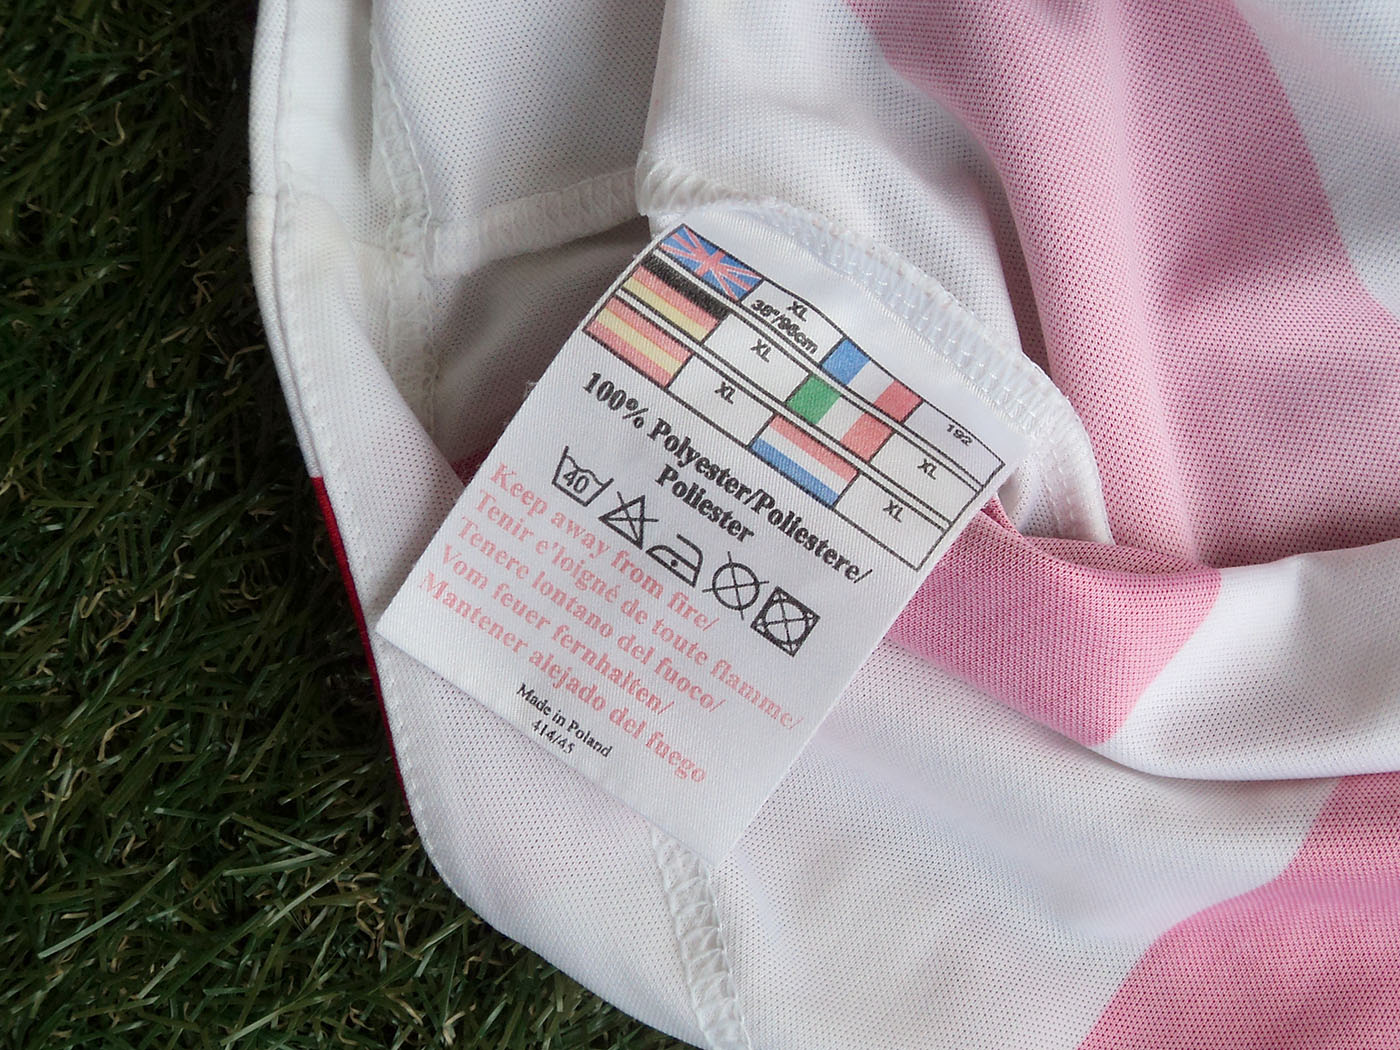 XL
38"/96cm
192
XL
XL
XL
XL
100% Polyester/Poliestere/
Poliester
40
Keep away from fire/
Tenir e'loigné de toute flamme/
Tenere lontano del fuoco/
Vom feuer fernhalten/
Mantener alejado del fuego
Made in Poland
414/45